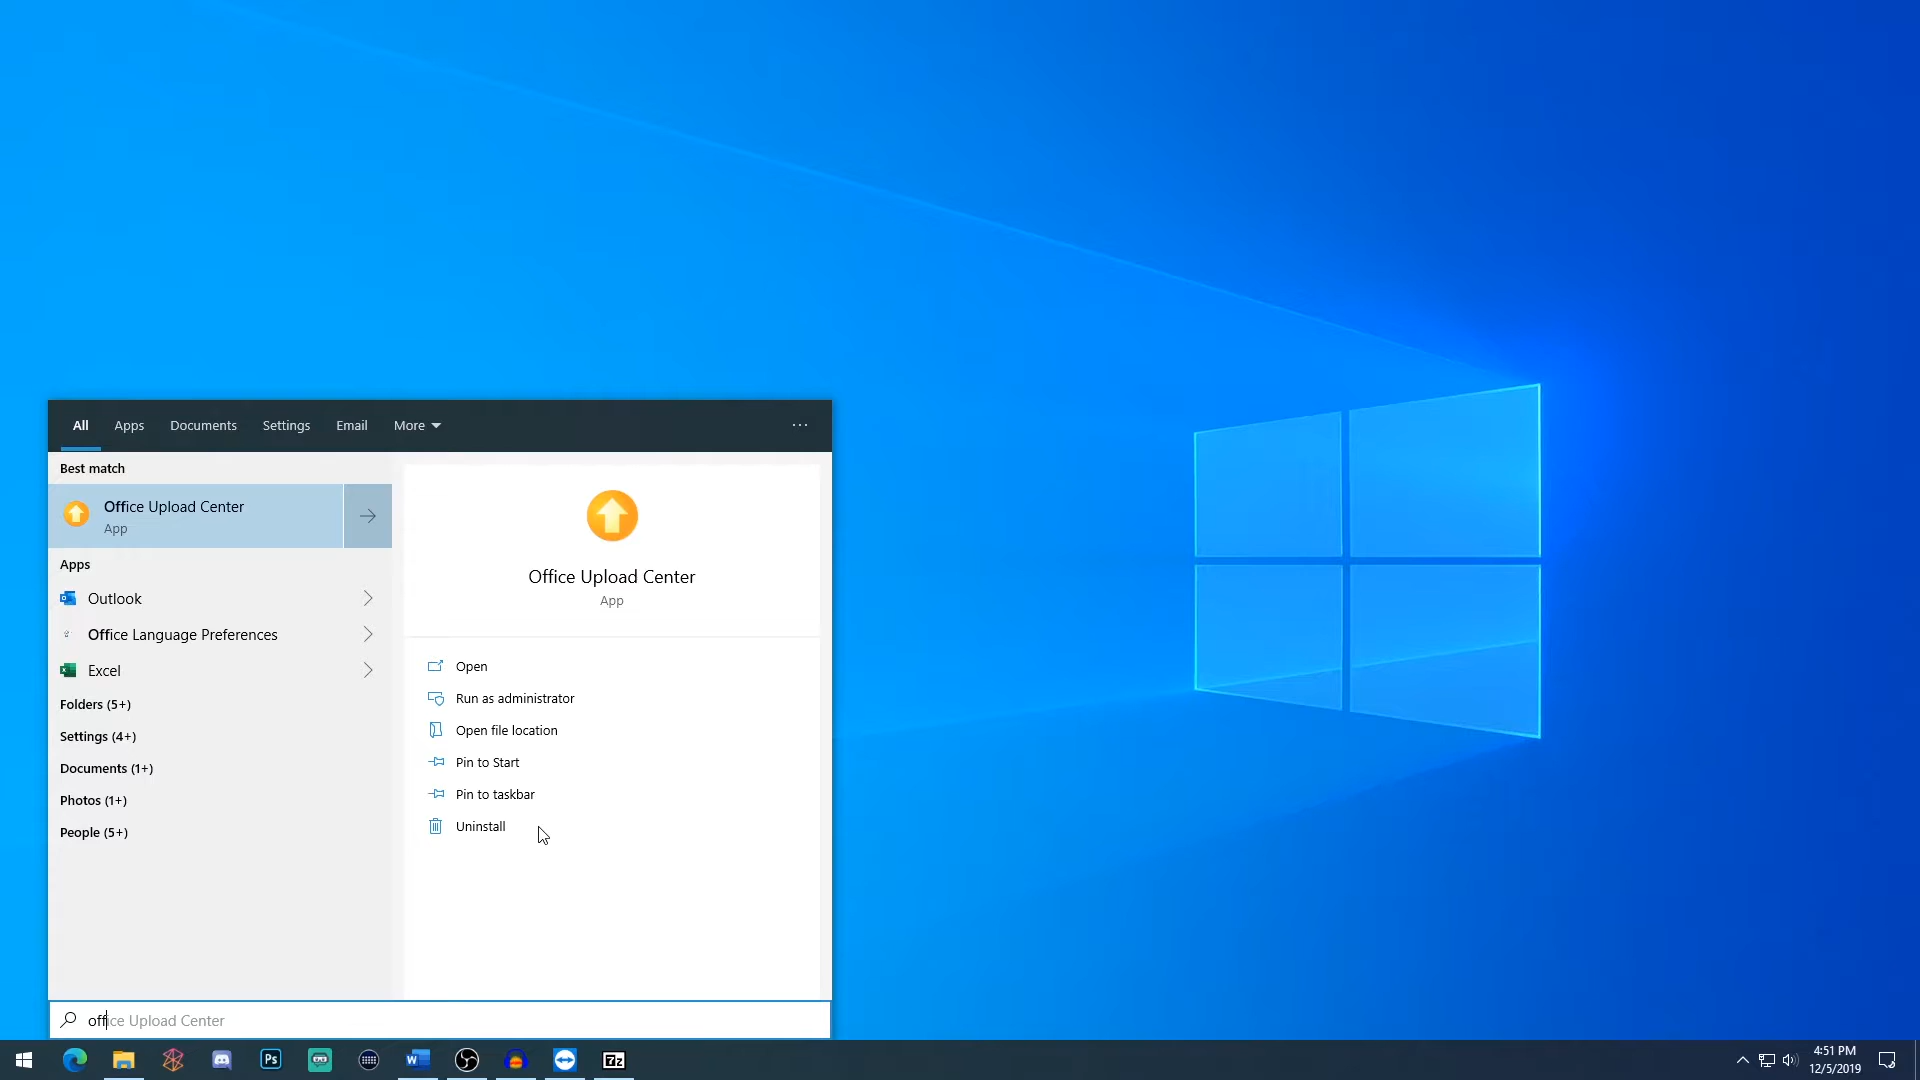 All Apps Documents Settings Email More ...
Best match
Office Upload Center
App
Apps
Outlook
Office Language Preferences
Excel
Folders (5+)
Settings (4+)
Documents (1+)
Photos (1+)
People (5+)
Office Upload Center
App
Open
Run as administrator
Open file location
Pin to Start
Pin to taskbar
Uninstall
office Upload Center
Ps
W
7z
4:51 PM
12/5/2019